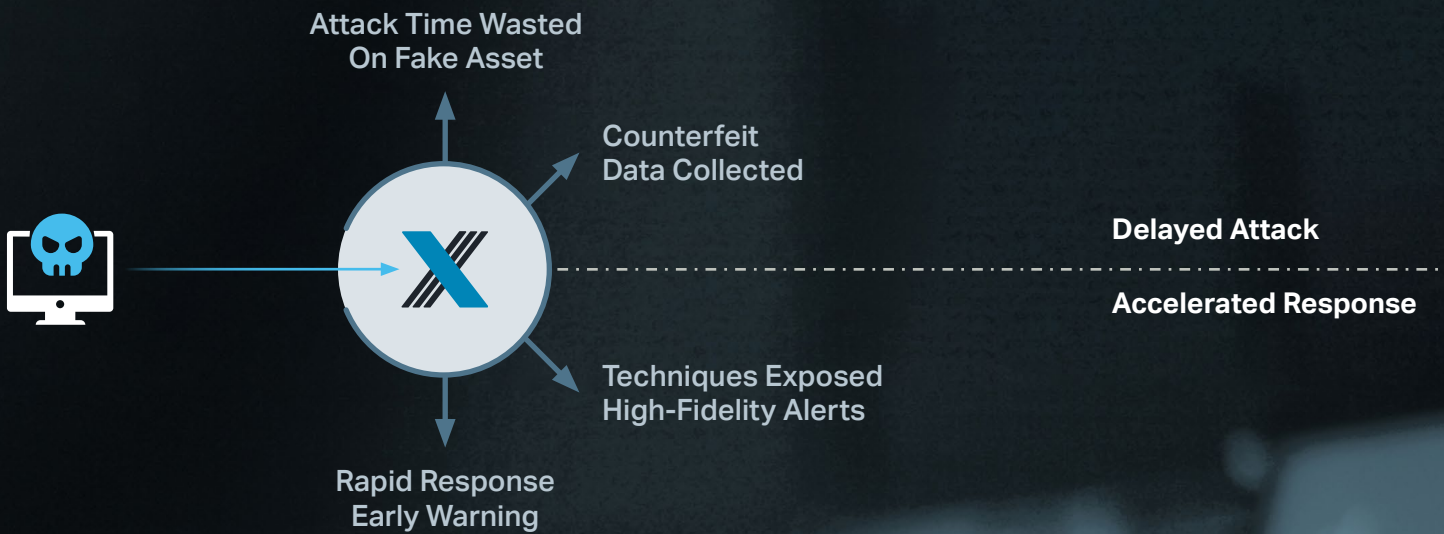 Attack Time Wasted
On Fake Asset
Counterfeit
Data Collected
Delayed Attack
Accelerated Response
Techniques Exposed
High-Fidelity Alerts
Rapid Response
Early Warning